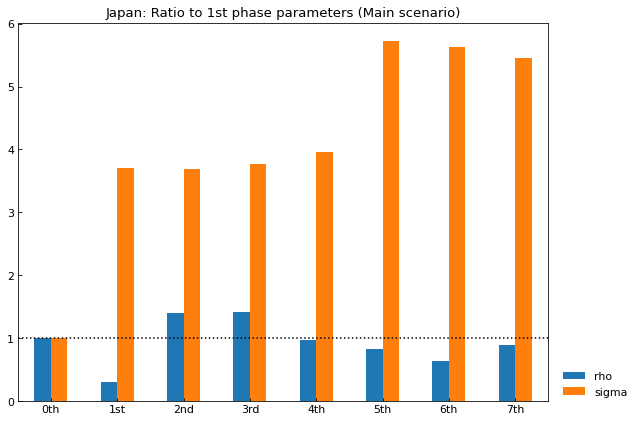 Japan: Ratio to 1st phase parameters (Main scenario)
6
5
4
3
2
1
0
0th 1st 2nd 3rd 4th 5th 6th 7th
rho
sigma